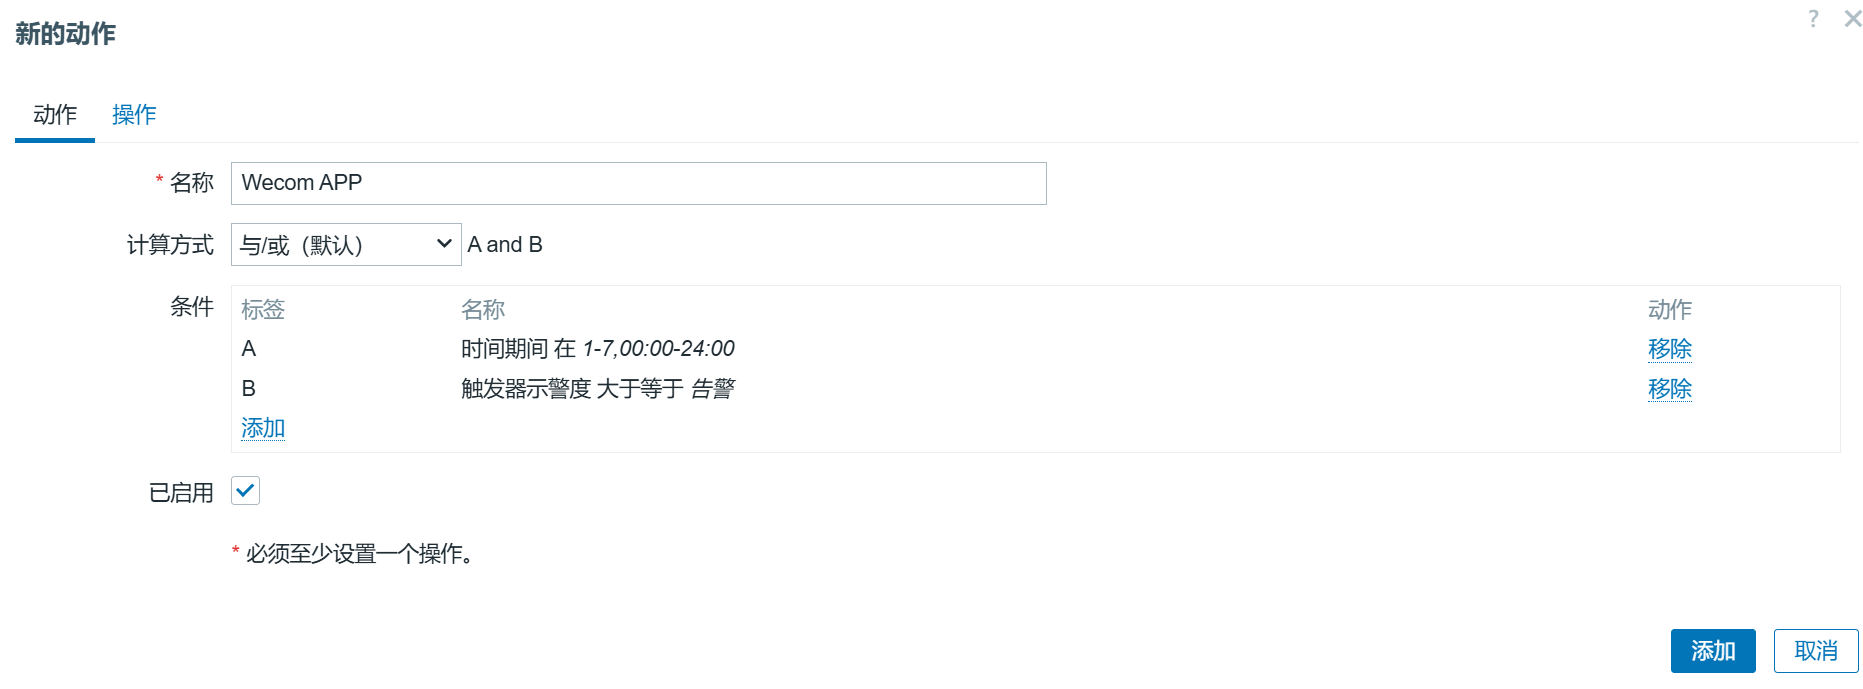 新的动作
?
动作 操作
* 名称 Wecom APP
计算方式 与/或（默认） A and B
条件 标签 名称 动作
A 时间期间 在 1-7,00:00-24:00 移除
B 触发器示警度 大于等于 告警 移除
添加
已启用
* 必须至少设置一个操作。
添加 取消